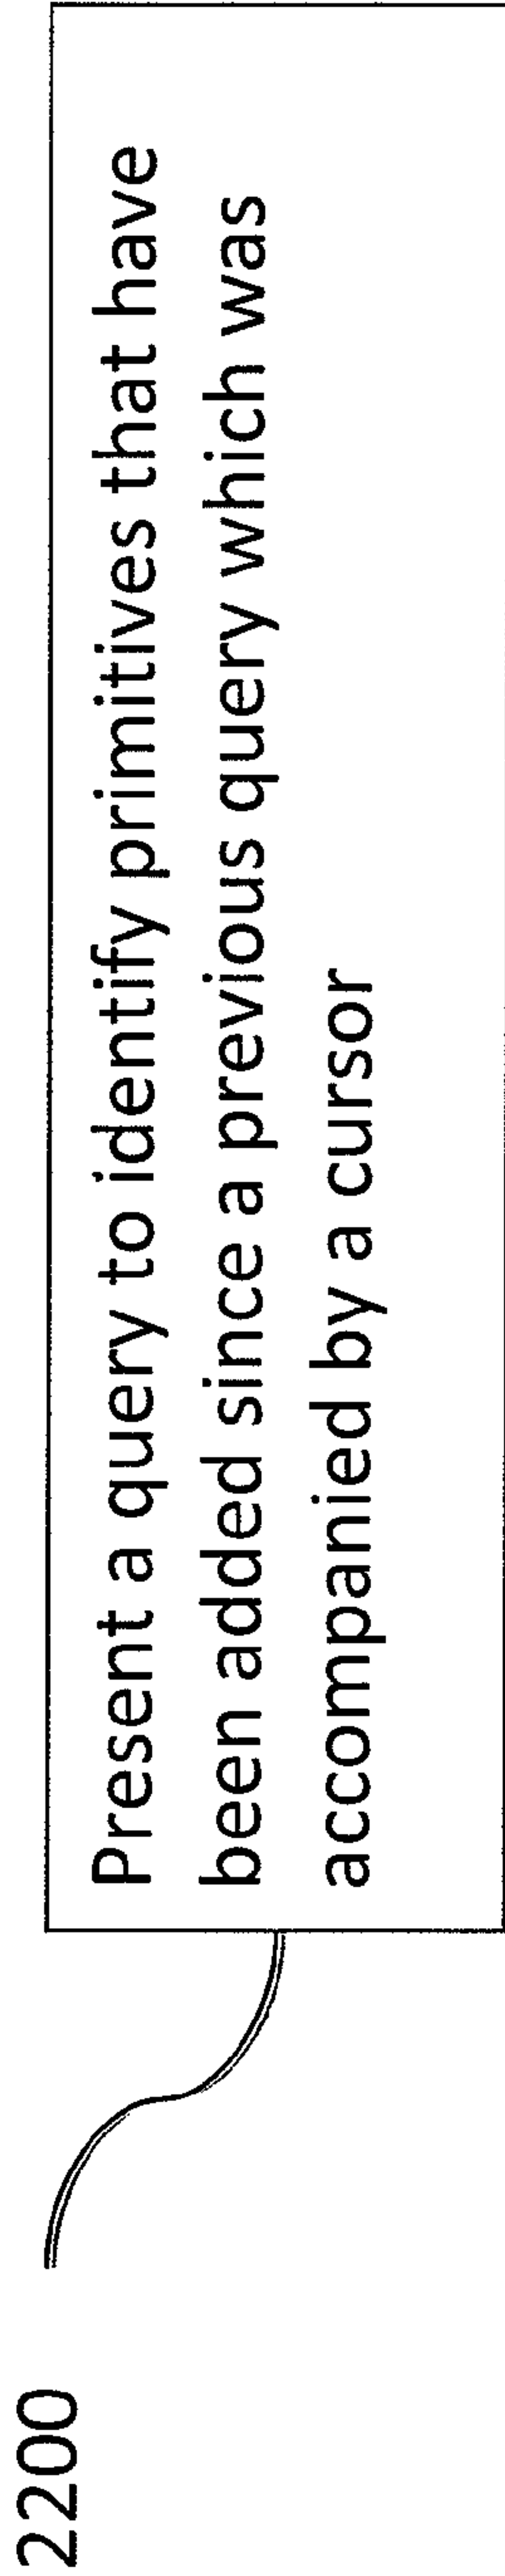 2200
Present a query to identify primitives that have
been added since a previous query which was
accompanied by a cursor